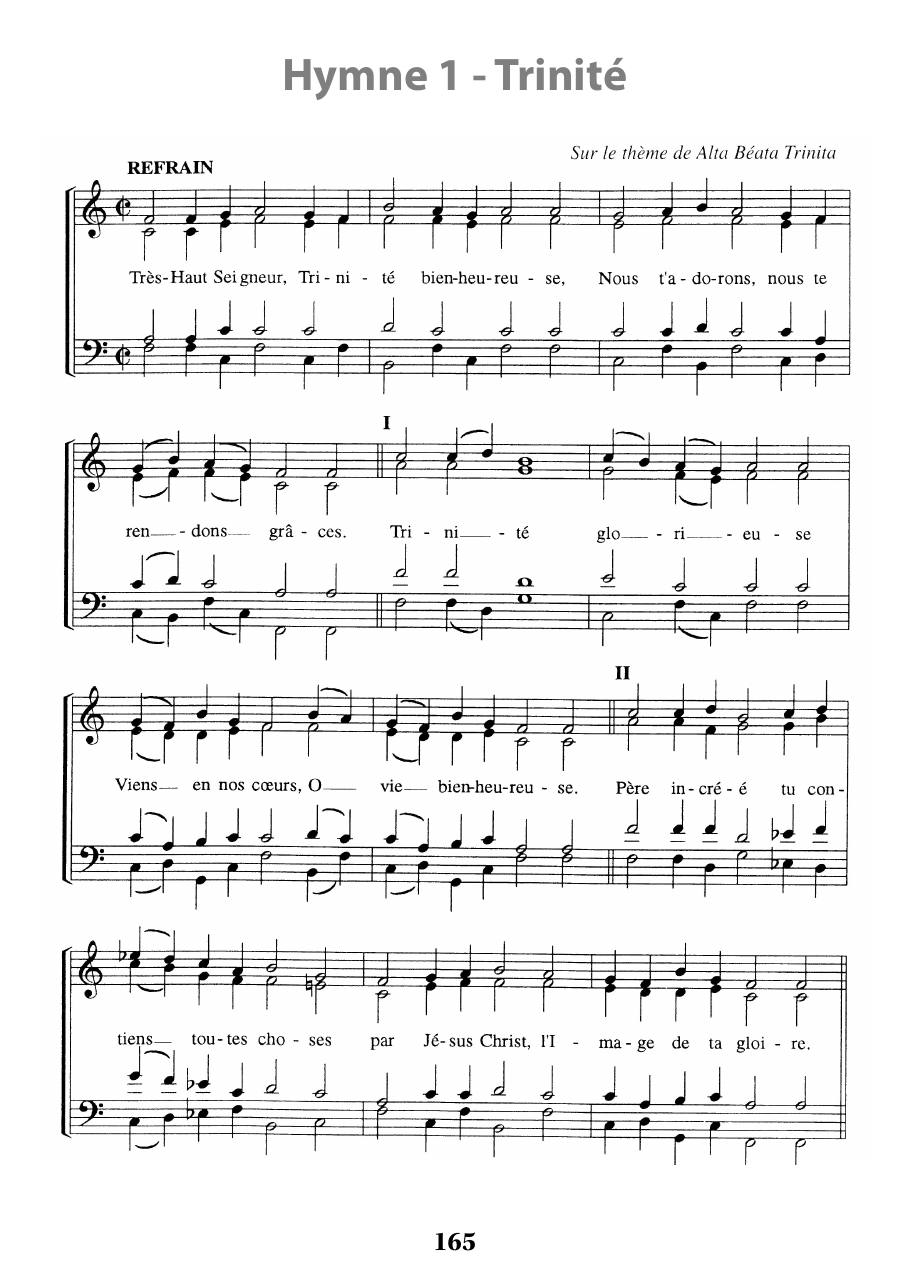 Hymne 1 - Trinité
Sur le thème de Alta Béata Trinita
REFRAIN
Très-Haut Seigneur, Tri - ni - té bien-heu-reu - se, Nous t'a-do-rons, nous te
I
ren - dons grâ - ces. Tri - ni - té glo - ri - eu - se
II
Viens en nos cœurs, O vie bien-heu-reu - se. Père in-cré-é tu con-
tiens tou-tes cho - ses par Jé-sus Christ, l'I - ma-ge de ta gloi - re.
165